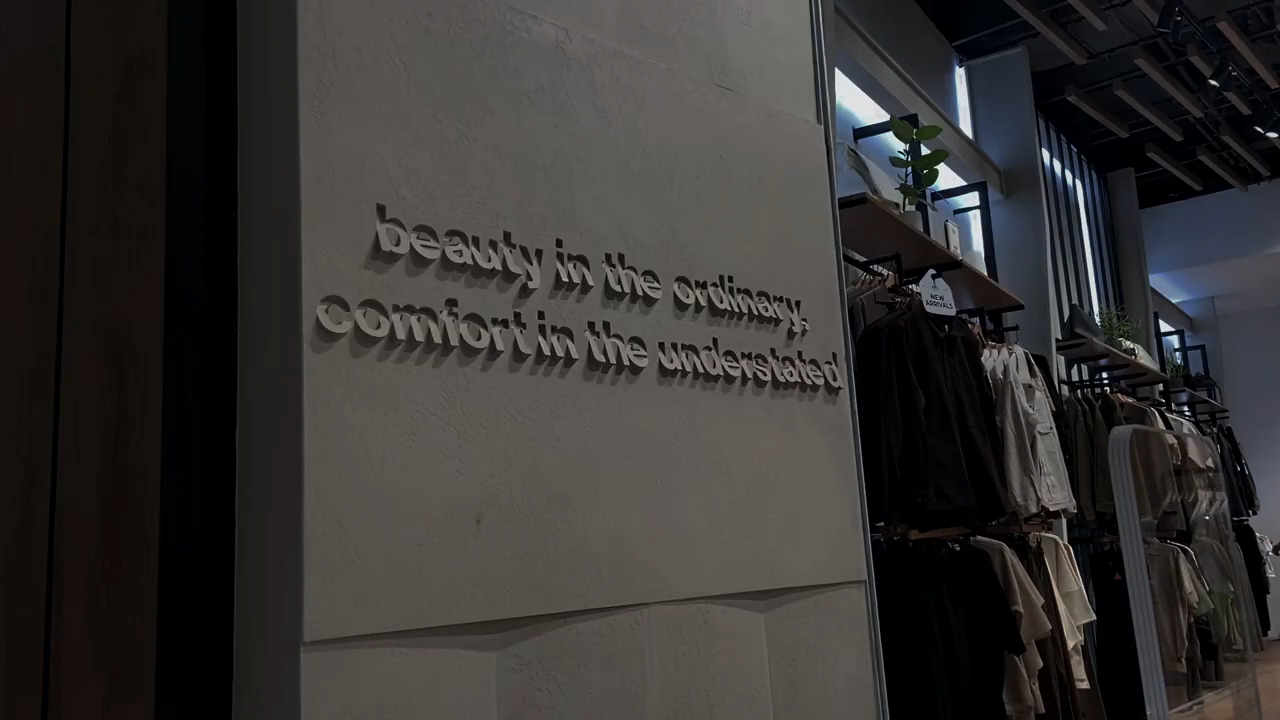 beauty in the ordinary,
comfort in the understated
NEW
ARRIVALS